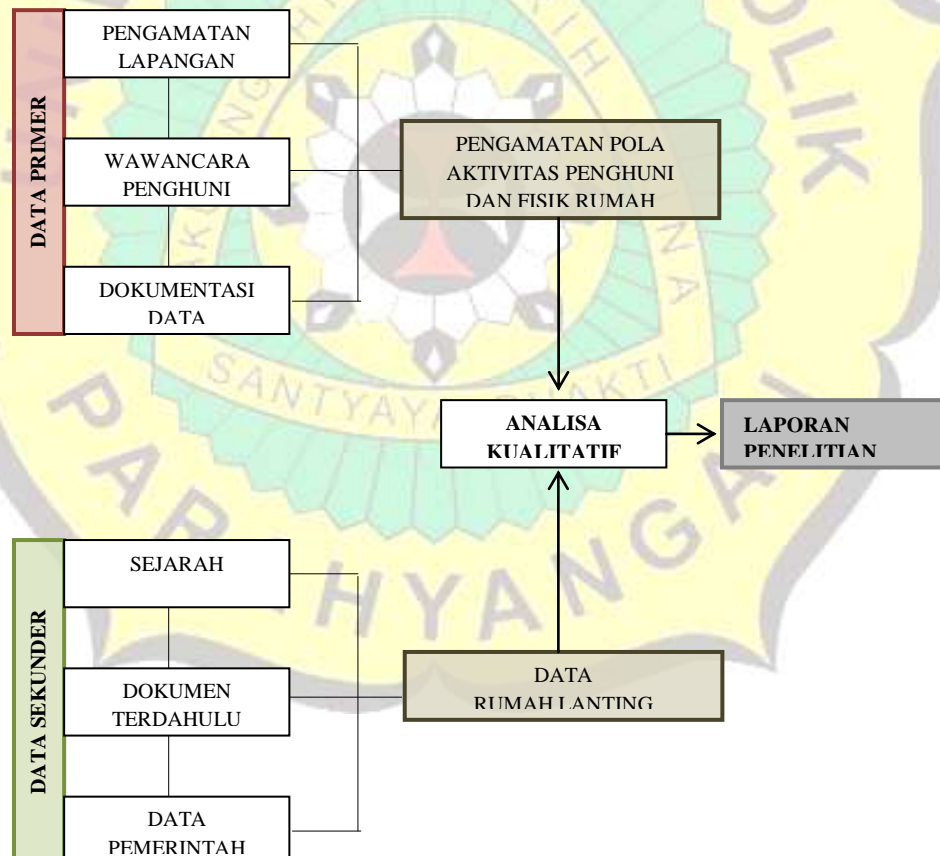 DATA PRIMER
PENGAMATAN
LAPANGAN
WAWANCARA
PENGHUNI
DOKUMENTASI
DATA
PENGAMATAN POLA
AKTIVITAS PENGHUNI
DAN FISIK RUMAH
ANALISA
KUALITATIF
LAPORAN
PENELITIAN
DATA SEKUNDER
SEJARAH
DOKUMEN
TERDAHULU
DATA
PEMERINTAH
DATA
RUMAH LANTING
SANTYAYA BHAKTI
PARAHYANGAN